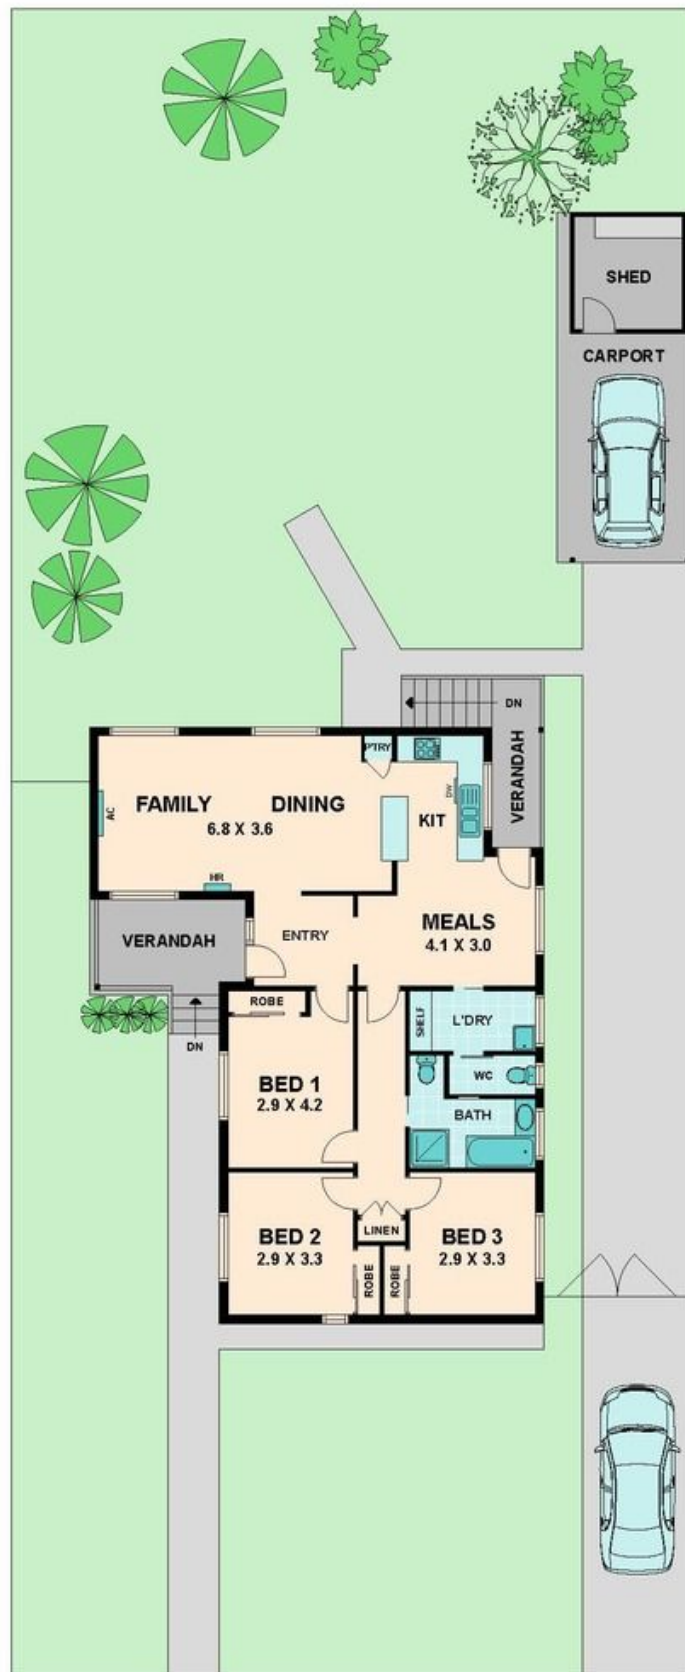 SHED
CARPORT
DN
VERANDAH
P'TRY
DW
KIT
FAMILY
DINING
6.8 X 3.6
AC
HR
VERANDAH
ENTRY
MEALS
4.1 X 3.0
DN
ROBE
SHELF
L'DRY
WC
BATH
BED 1
2.9 X 4.2
BED 2
2.9 X 3.3
LINEN
BED 3
2.9 X 3.3
ROBE
ROBE